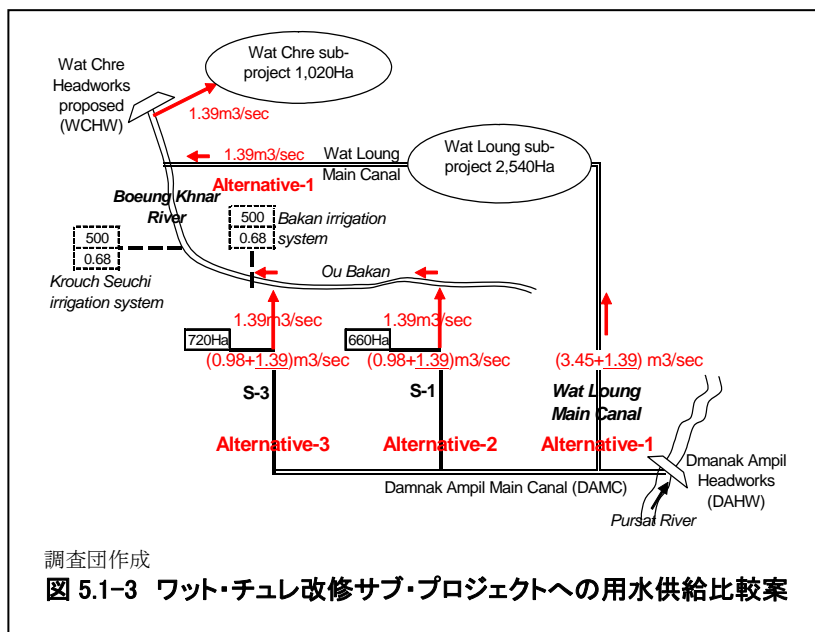 Wat Chre
Headworks
proposed
(WCHW)
Wat Chre sub-
project 1,020Ha
1.39m3/sec
1.39m3/sec
Wat Loung
Main Canal
Wat Loung sub-
project 2,540Ha
Alternative-1
Boeung Khnar
River
500
0.68
Bakan irrigation
system
500
0.68
Krouch Seuchi
irrigation system
Ou Bakan
1.39m3/sec
1.39m3/sec
720Ha
660Ha
(0.98+1.39)m3/sec
(0.98+1.39)m3/sec
(3.45+1.39) m3/sec
S-3
S-1
Wat Loung
Main Canal
Alternative-3
Alternative-2
Alternative-1
Damnak Ampil Main Canal (DAMC)
Dmanak Ampil
Headworks
(DAHW)
Pursat River
調査団作成
図 5.1-3 ワット・チュレ改修サブ・プロジェクトへの用水供給比較案